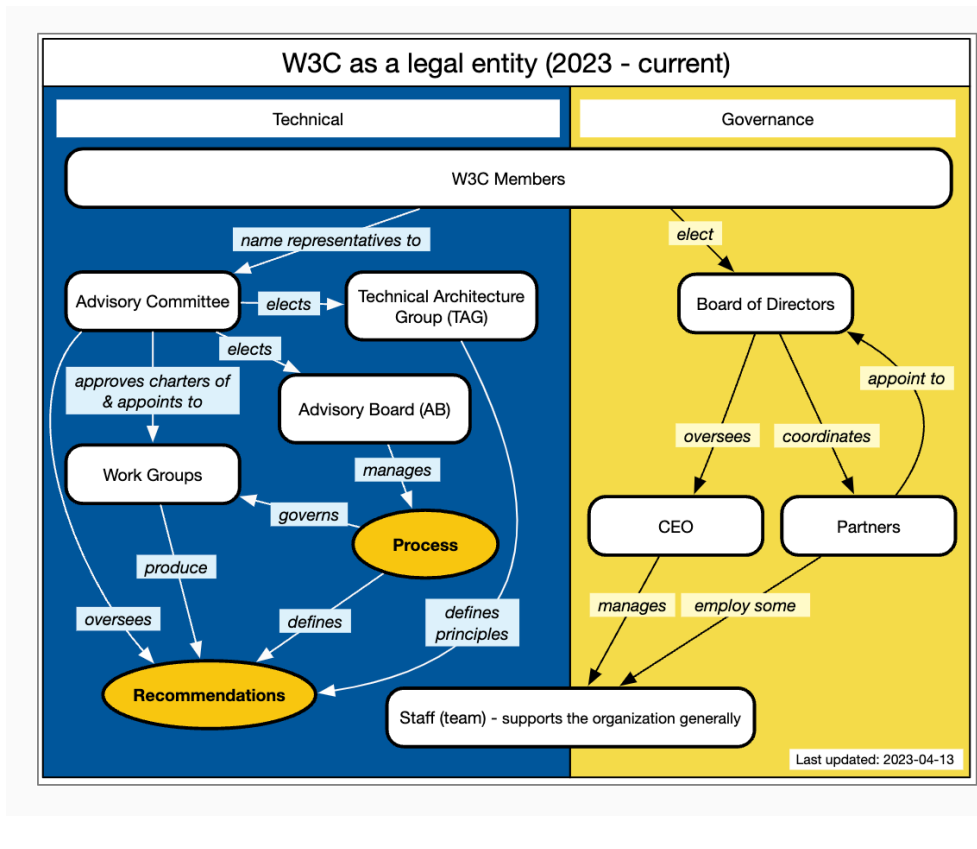 W3C as a legal entity (2023 - current)
Technical
Governance
W3C Members
name representatives to
elect
Advisory Committee
elects
Technical Architecture
Group (TAG)
Board of Directors
elects
approves charters of
& appoints to
Advisory Board (AB)
appoint to
oversees
coordinates
Work Groups
manages
governs
Process
CEO
Partners
produce
oversees
defines
defines
principles
manages
employ some
Recommendations
Staff (team) - supports the organization generally
Last updated: 2023-04-13